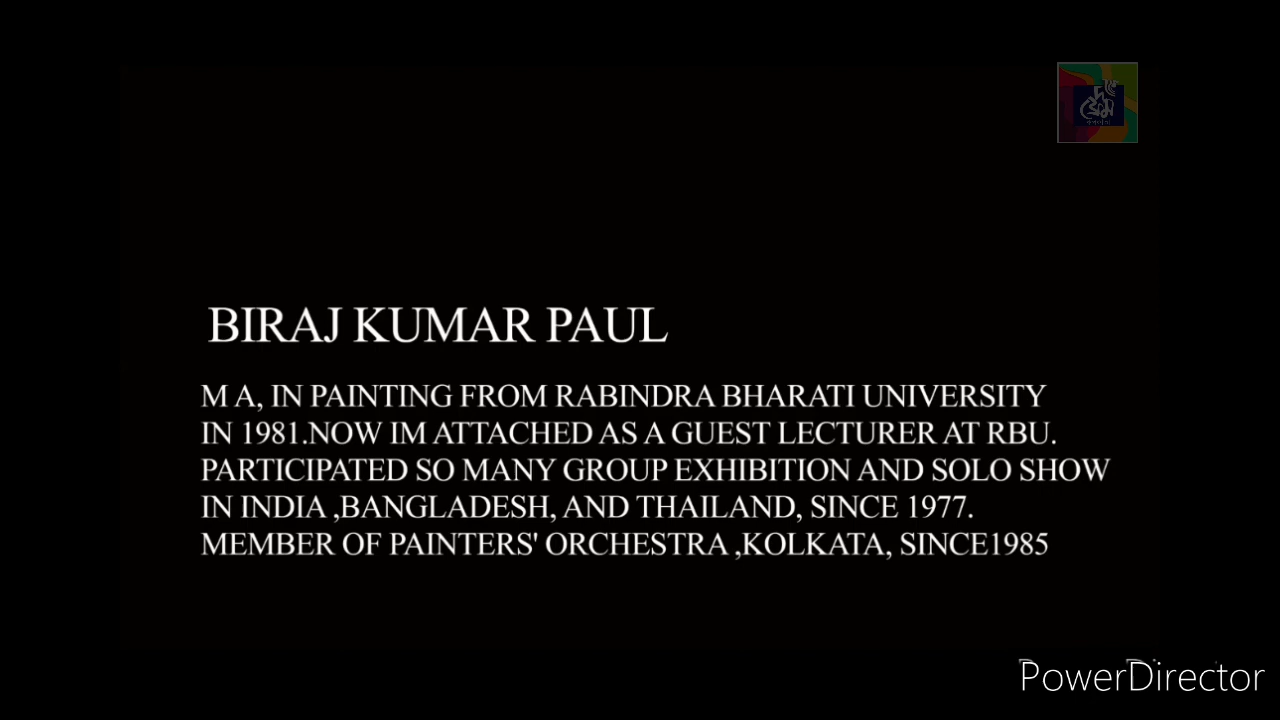 BIRAJ KUMAR PAUL
M A, IN PAINTING FROM RABINDRA BHARATI UNIVERSITY
IN 1981.NOW IM ATTACHED AS A GUEST LECTURER AT RBU.
PARTICIPATED SO MANY GROUP EXHIBITION AND SOLO SHOW
IN INDIA ,BANGLADESH, AND THAILAND, SINCE 1977.
MEMBER OF PAINTERS' ORCHESTRA ,KOLKATA, SINCE1985
PowerDirector